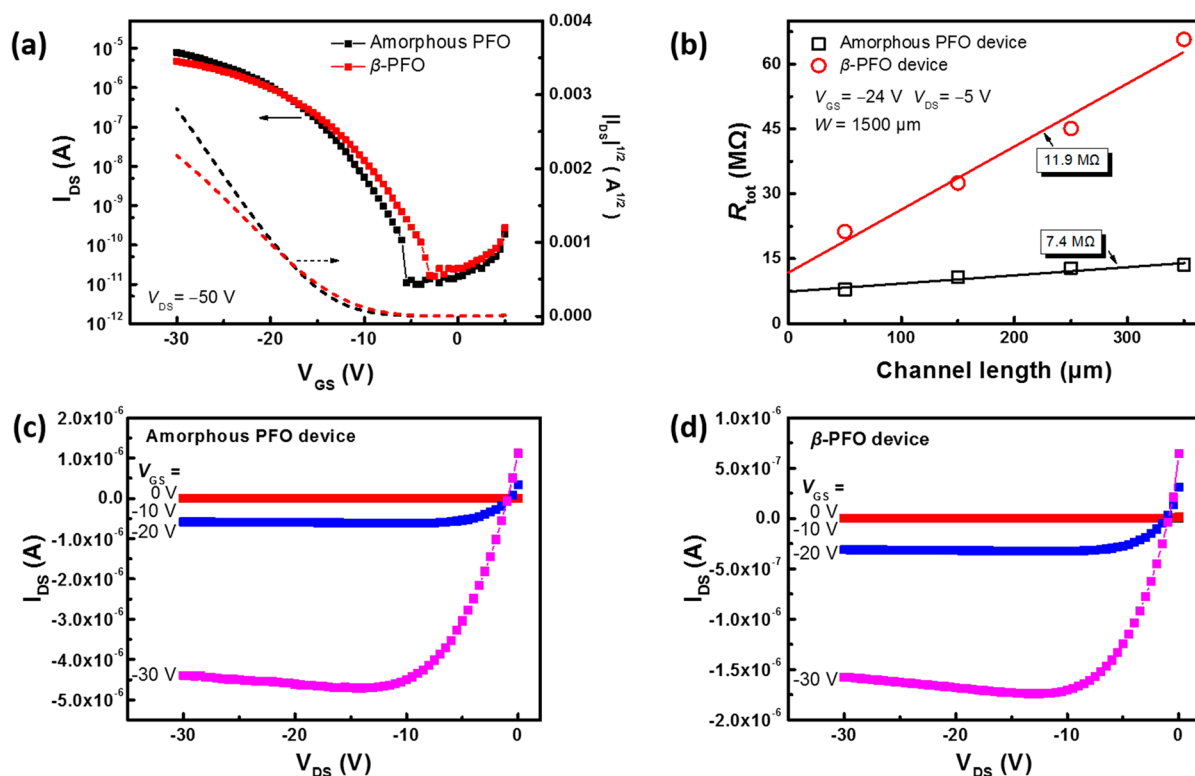 (a)
I_DS (A)
10^-5
10^-6
10^-7
10^-8
10^-9
10^-10
10^-11
10^-12
Amorphous PFO
β-PFO
V_DS= −50 V
-30
-20
-10
0
V_GS (V)
0.004
0.003
0.002
0.001
0.000
|I_DS|^1/2 ( A^1/2)
(b)
R_tot (MΩ)
60
45
30
15
0
Amorphous PFO device
β-PFO device
V_GS= −24 V V_DS= −5 V
W = 1500 µm
11.9 MΩ
7.4 MΩ
0
100
200
300
Channel length (µm)
(c)
I_DS (A)
2.0x10^-6
1.0x10^-6
0.0
-1.0x10^-6
-2.0x10^-6
-3.0x10^-6
-4.0x10^-6
-5.0x10^-6
Amorphous PFO device
V_GS =
0 V
-10 V
-20 V
-30 V
-30
-20
-10
0
V_DS (V)
(d)
I_DS (A)
1.0x10^-6
5.0x10^-7
0.0
-5.0x10^-7
-1.0x10^-6
-1.5x10^-6
-2.0x10^-6
β-PFO device
V_GS =
0 V
-10 V
-20 V
-30 V
-30
-20
-10
0
V_DS (V)